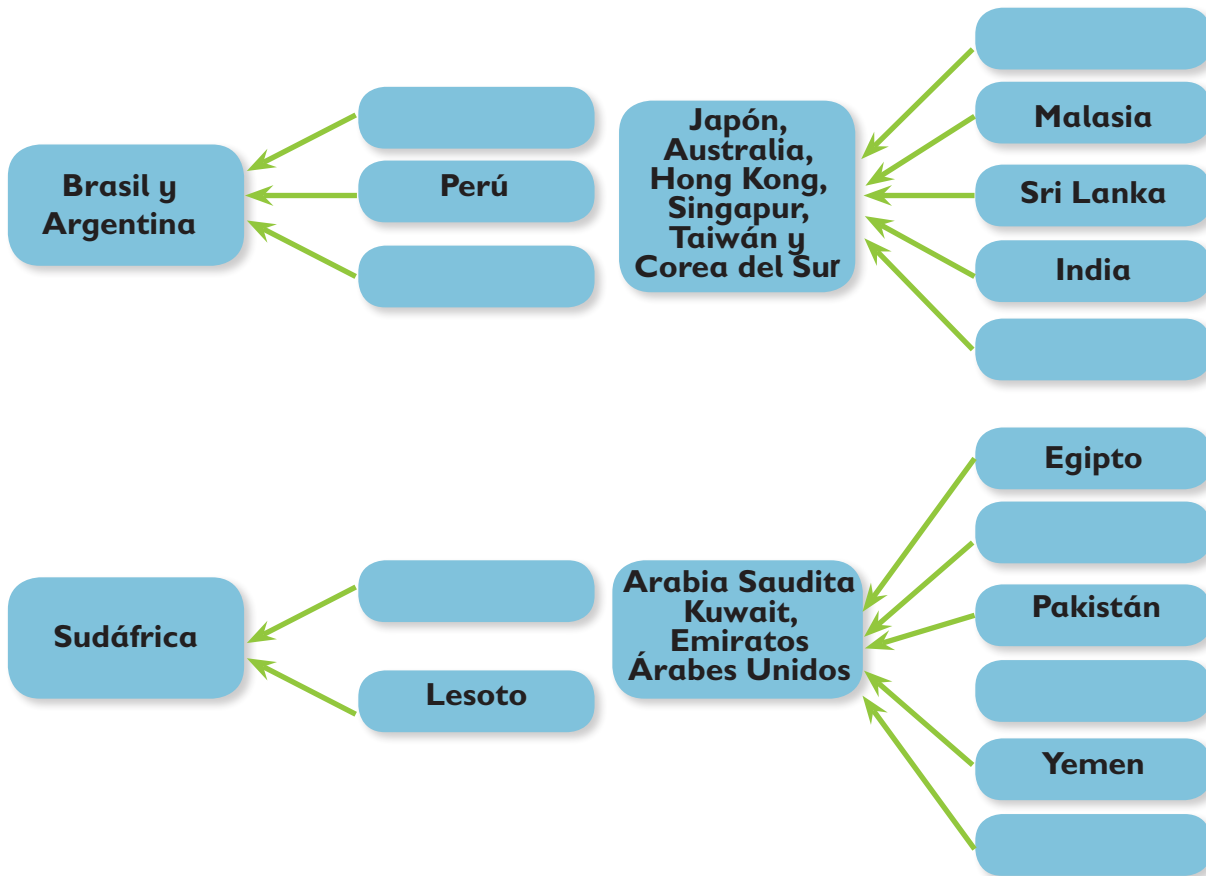 Brasil y
Argentina
Perú
Japón,
Australia,
Hong Kong,
Singapur,
Taiwán y
Corea del Sur
Malasia
Sri Lanka
India
Sudáfrica
Lesoto
Arabia Saudita
Kuwait,
Emiratos
Árabes Unidos
Egipto
Pakistán
Yemen